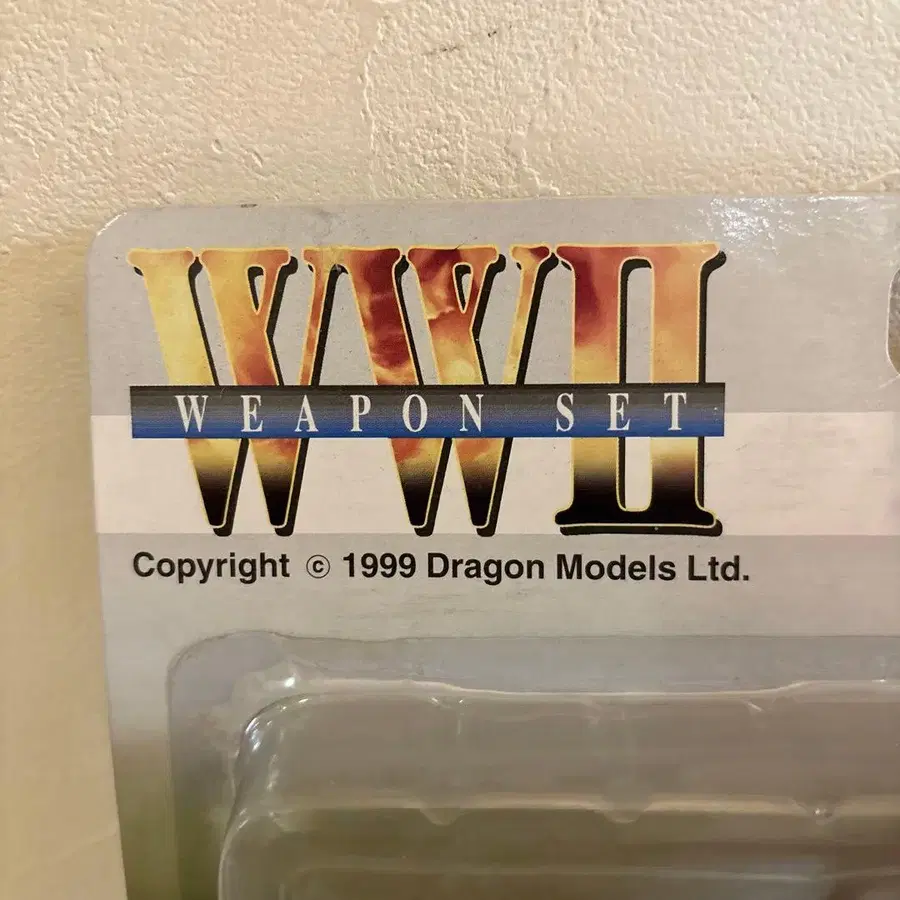 WWII
WEAPON SET
Copyright © 1999 Dragon Models Ltd.